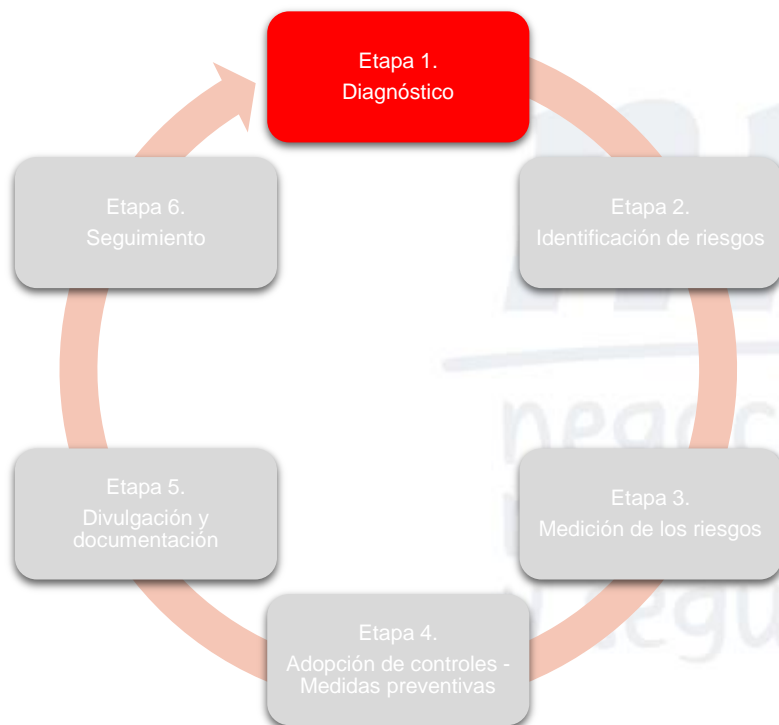 Etapa 1.
Diagnóstico
Etapa 2.
Identificación de riesgos
Etapa 3.
Medición de los riesgos
Etapa 4.
Adopción de controles -
Medidas preventivas
Etapa 5.
Divulgación y
documentación
Etapa 6.
Seguimiento